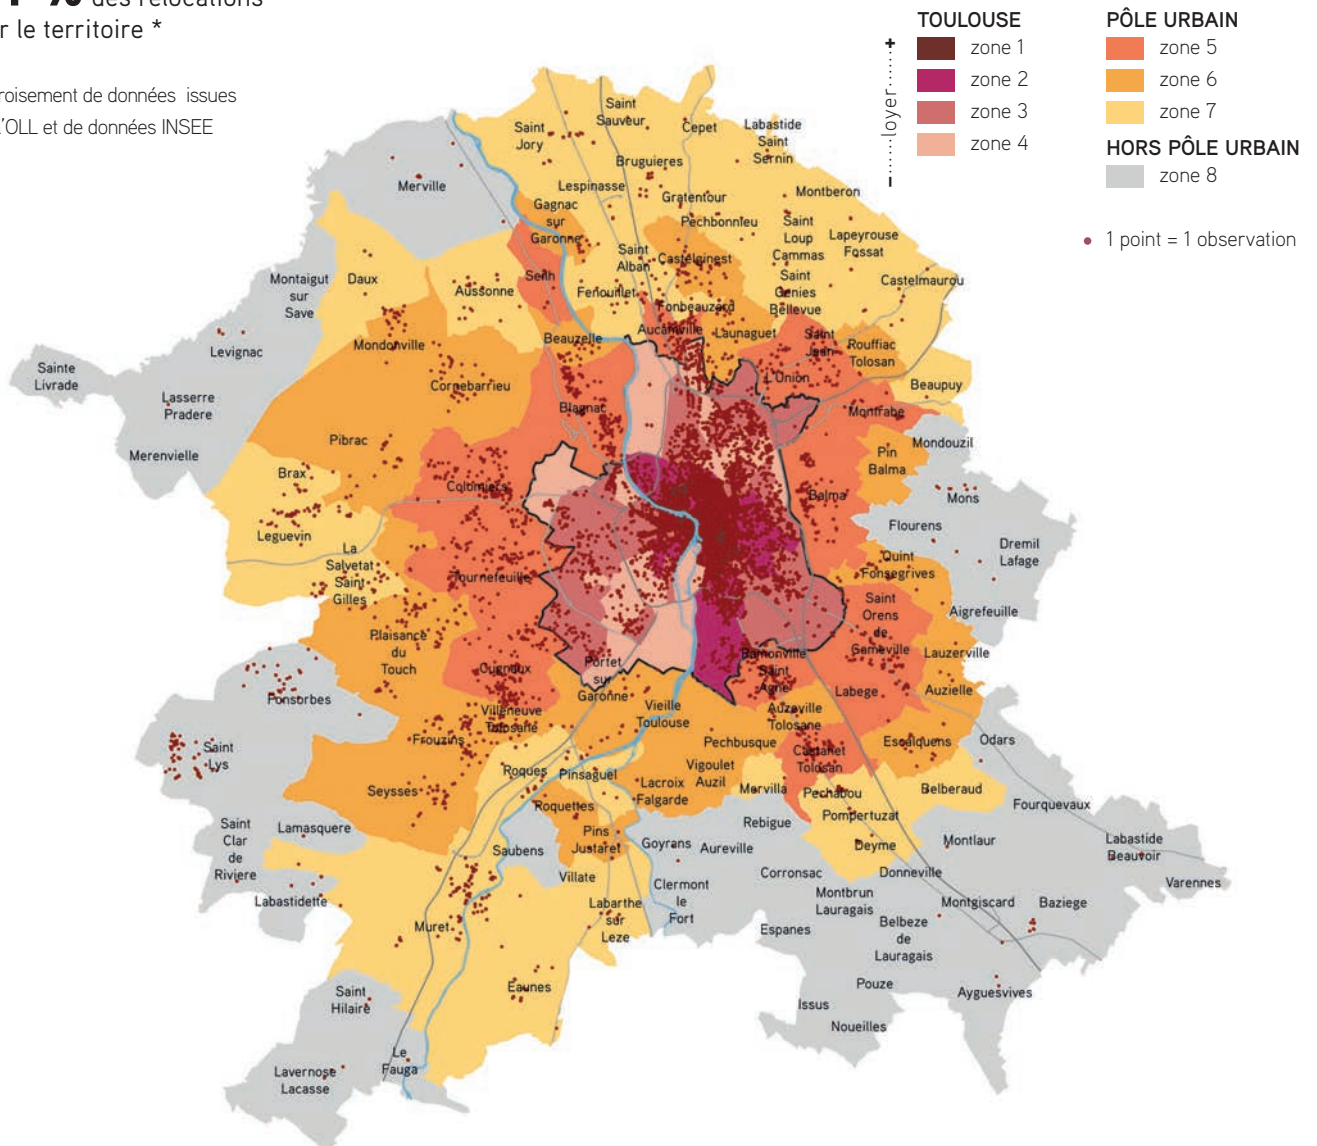 % des relocations
r le territoire *
roisement de données issues
'OLL et de données INSEE
TOULOUSE
zone 1
zone 2
zone 3
zone 4
+
loyer
-
PÔLE URBAIN
zone 5
zone 6
zone 7
HORS PÔLE URBAIN
zone 8
1 point = 1 observation
Saint
Sauveur
Saint
Jory
Cepet
Labastide
Saint
Sernin
Bruguieres
Merville
Lespinasse
Gratentour
Montberon
Gagnac
sur
Garonne
Pechbonnieu
Saint
Loup
Cammas
Lapeyrouse
Fossat
Saint
Alban
Castelginest
Saint
Genies
Bellevue
Castelmaurou
Montaigut
sur
Save
Daux
Aussonne
Seilh
Fenouillet
Fonbeauzard
Aucamville
Launaguet
Saint
Jean
Rouffiac
Tolosan
Beauzelle
Mondonville
Levignac
Sainte
Livrade
Cornebarrieu
L'Union
Beaupuy
Lasserre
Pradere
Blagnac
Montrabe
Merenvielle
Pibrac
Mondouzil
Pin
Balma
Brax
Colomiers
Balma
Mons
Flourens
Leguevin
Dremil
Lafage
La
Salvetat
Saint
Gilles
Tournefeuille
Quint
Fonsegrives
Saint
Orens
de
Gameville
Aigrefeuille
Plaisance
du
Touch
Lauzerville
Cugnaux
Portet
sur
Garonne
Ramonville
Saint
Agne
Labege
Auzielle
Fonsorbes
Villeneuve
Tolosane
Vieille
Toulouse
Auzeville
Tolosane
Saint
Lys
Frouzins
Pechbusque
Castanet
Tolosan
Escalquens
Odars
Roques
Pinsaguel
Vigoulet
Auzil
Lacroix
Falgarde
Seysses
Roquettes
Mervilla
Pechabou
Belberaud
Fourquevaux
Saint
Clar
de
Riviere
Lamasquere
Pins
Justaret
Rebigue
Pompertuzat
Saubens
Goyrans
Aureville
Deyme
Montlaur
Labastide
Beauvoir
Varennes
Villate
Clermont
le
Fort
Corronsac
Donneville
Labastidette
Labarthe
sur
Leze
Montbrun
Lauragais
Montgiscard
Baziege
Muret
Espanes
Belbeze
de
Lauragais
Eaunes
Pouze
Ayguesvives
Saint
Hilaire
Issus
Noueilles
Le
Fauga
Lavernose
Lacasse